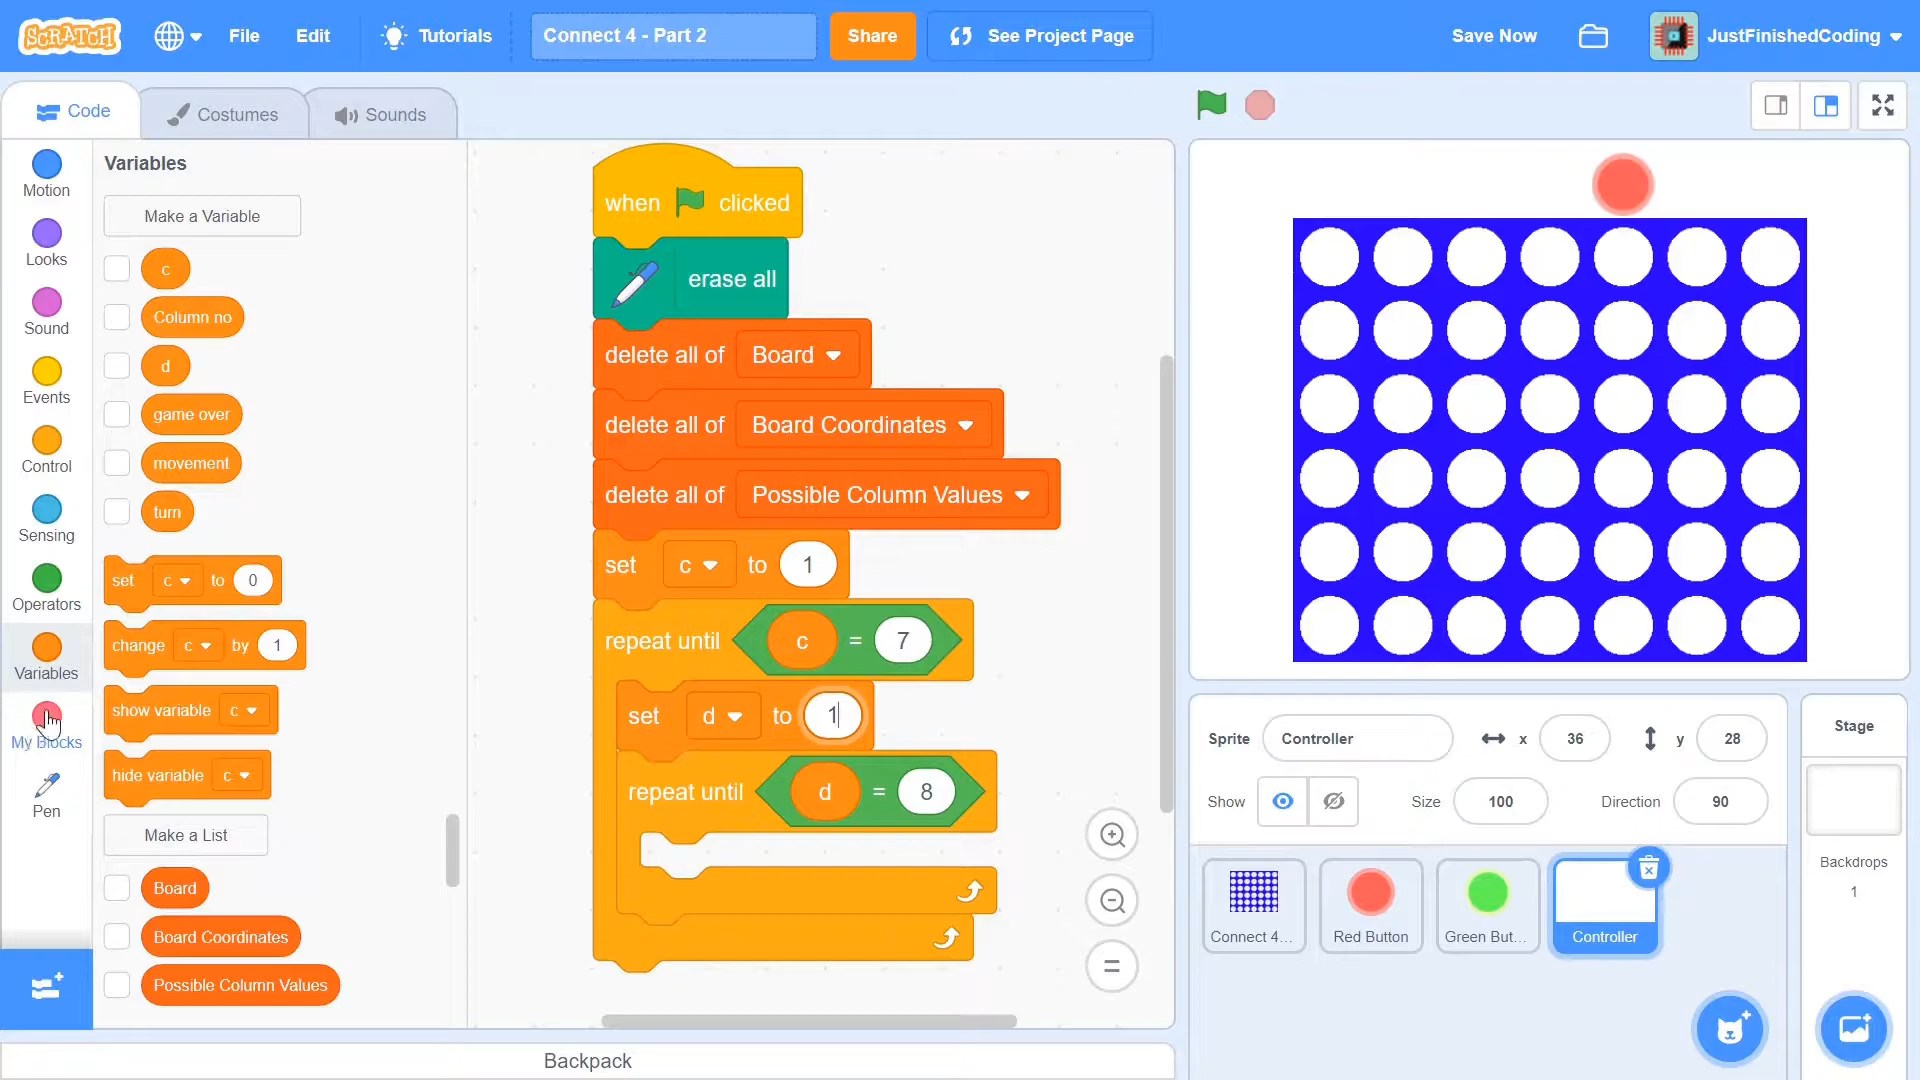 SCRATCH
File
Edit
Tutorials
Connect 4 - Part 2
Share
See Project Page
Save Now
JustFinishedCoding
Code
Costumes
Sounds
Motion
Looks
Sound
Events
Control
Sensing
Operators
Variables
My Blocks
Pen
Variables
Make a Variable
c
Column no
d
game over
movement
turn
set c to 0
change c by 1
show variable c
hide variable c
Make a List
Board
Board Coordinates
Possible Column Values
when clicked
erase all
delete all of Board
delete all of Board Coordinates
delete all of Possible Column Values
set c to 1
repeat until c = 7
set d to 1
repeat until d = 8
Backpack
Sprite Controller x 36 y 28
Show Size 100 Direction 90
Connect 4...
Red Button
Green But...
Controller
Stage
Backdrops
1